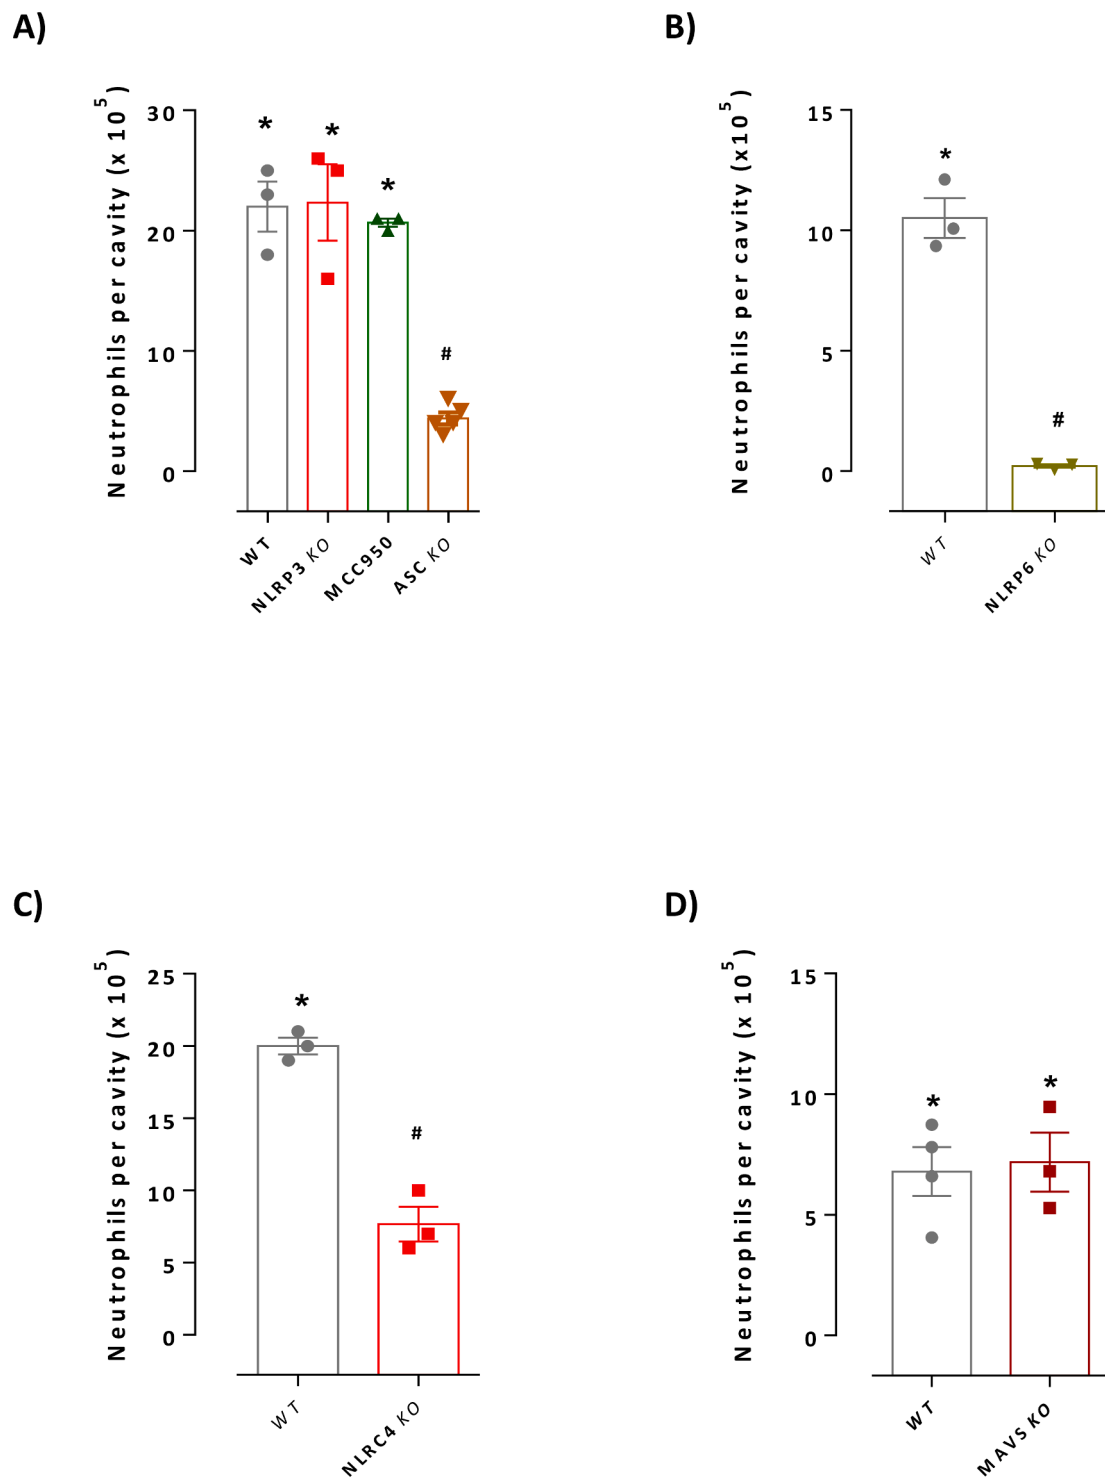 A)
Neutrophils per cavity (x 10^5)
30
20
10
0
*
*
*
#
WT
NLRP3 KO
MCC950
ASC KO
B)
Neutrophils per cavity (x10^5)
15
10
5
0
*
#
WT
NLRP6 KO
C)
Neutrophils per cavity (x 10^5)
25
20
15
10
5
0
*
#
WT
NLRC4 KO
D)
Neutrophils per cavity (x 10^5)
15
10
5
0
*
*
WT
MAVS KO